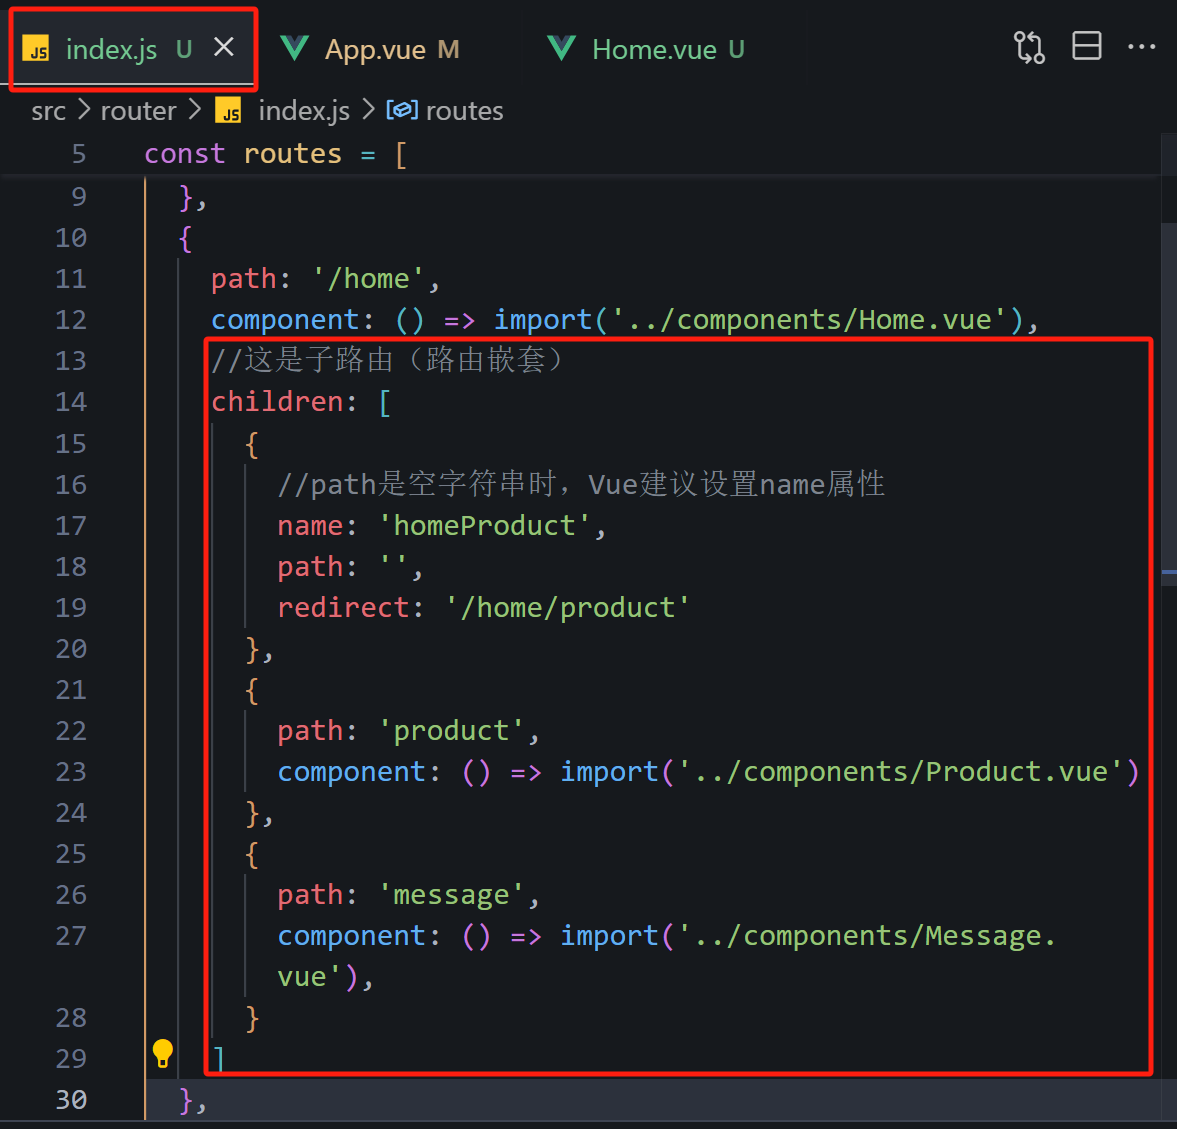 JS index.js U × App.vue M Home.vue U ···
src > router > JS index.js > routes
5 const routes = [
9 },
10 {
11 path: '/home',
12 component: () => import('../components/Home.vue'),
13 //这是子路由（路由嵌套）
14 children: [
15 {
16 //path是空字符串时，Vue建议设置name属性
17 name: 'homeProduct',
18 path: '',
19 redirect: '/home/product'
20 },
21 {
22 path: 'product',
23 component: () => import('../components/Product.vue')
24 },
25 {
26 path: 'message',
27 component: () => import('../components/Message.
vue'),
28 }
29 ]
30 },